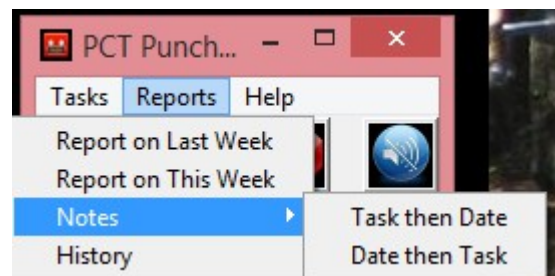 PCT Punch...
Tasks Reports Help
Report on Last Week
Report on This Week
Notes
Task then Date
History
Date then Task